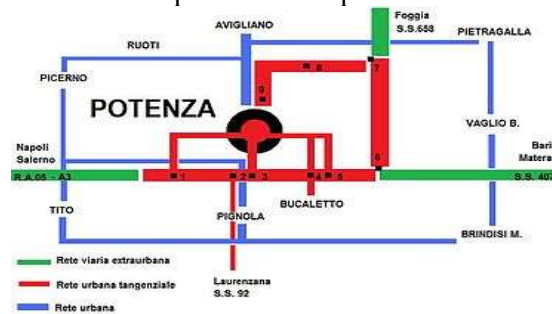 Foggia
S.S.658
AVIGLIANO
RUOTI
PIETRAGALLA
PICERNO
8
7
9
POTENZA
VAGLIO B.
Napoli
Salerno
Bari
Matera
R.A.05 - A3
1
2
3
4
5
6
S.S. 407
TITO
PIGNOLA
BUCALETTO
BRINDISI M.
Rete viaria extraurbana
Rete urbana tangenziale
Laurenzana
S.S. 92
Rete urbana